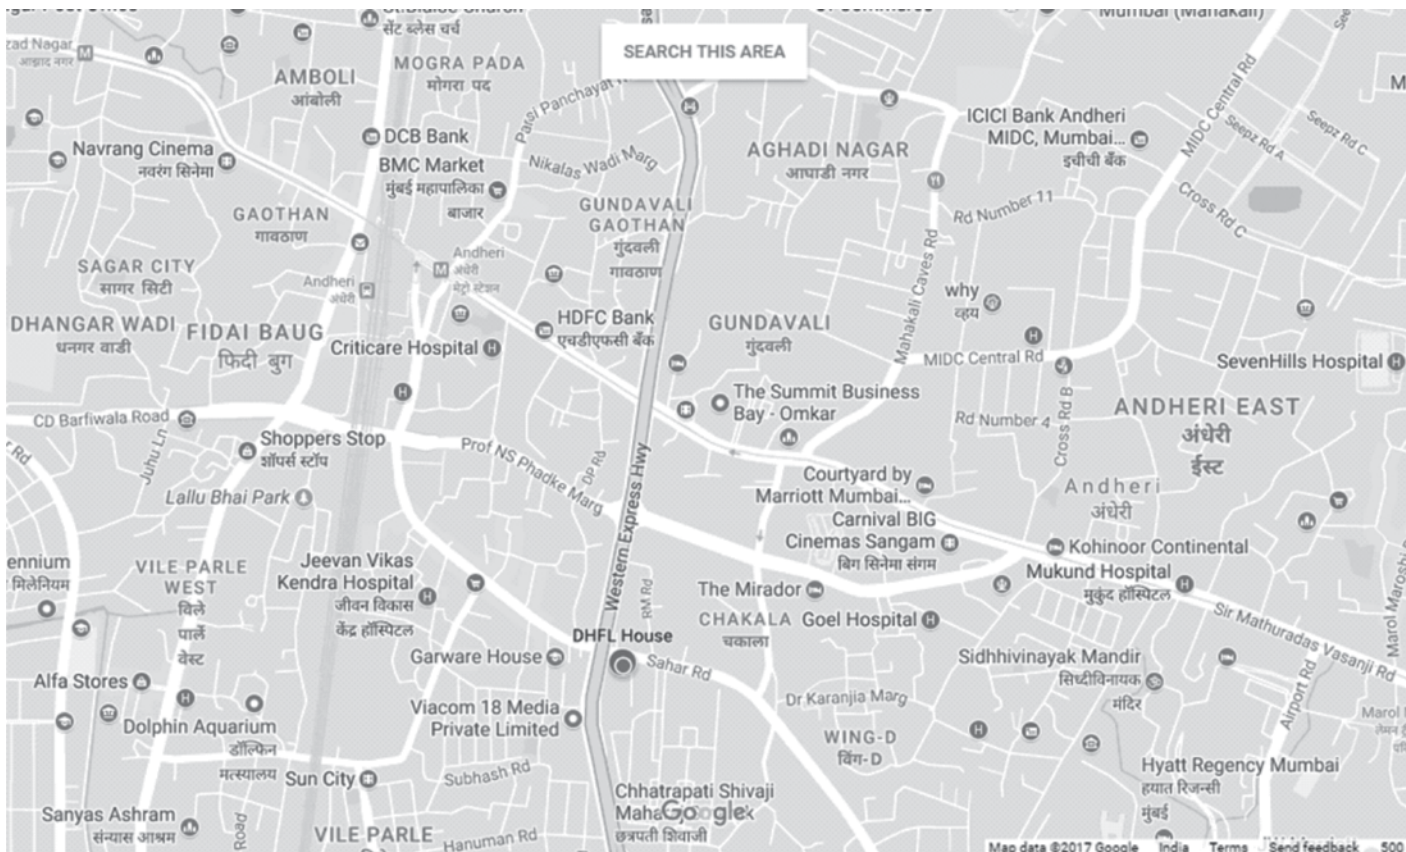 St.Blaise Church
सेंट ब्लेस चर्च
Mumbai (Mahakali)
SEARCH THIS AREA
zad Nagar
आझाद नगर
AMBOLI
आंबोली
MOGRA PADA
मोगरा पद
MIDC Central Rd
Seepz Rd A
Seepz Rd C
ICICI Bank Andheri
MIDC, Mumbai...
इचीची बँक
DCB Bank
Navrang Cinema
नवरंग सिनेमा
BMC Market
मुंबई महापालिका
बाजार
Nikalas Wadi Marg
AGHADI NAGAR
आघाडी नगर
Cross Rd C
GAOTHAN
गावठाण
GUNDAVALI
GAOTHAN
गुंदवली
गावठाण
Rd Number 11
Mahakali Caves Rd
SAGAR CITY
सागर सिटी
Andheri
अंधेरी
Andheri
अंधेरी
मेट्रो स्टेशन
why
व्हय
DHANGAR WADI
धनगर वाडी
FIDAI BAUG
फिदी बुग
HDFC Bank
एचडीएफसी बँक
GUNDAVALI
गुंदवली
Criticare Hospital
MIDC Central Rd
SevenHills Hospital
The Summit Business
Bay - Omkar
Cross Rd B
ANDHERI EAST
अंधेरी
ईस्ट
CD Barfiwala Road
Rd Number 4
Juhu Ln
Shoppers Stop
शॉपर्स स्टॉप
Prof NS Phadke Marg
DP Rd
Western Express Hwy
Lallu Bhai Park
Courtyard by
Marriott Mumbai...
Andheri
अंधेरी
Carnival BIG
Cinemas Sangam
बिग सिनेमा संगम
Kohinoor Continental
ennium
मिलेनियम
VILE PARLE
WEST
विले
पार्ले
वेस्ट
Jeevan Vikas
Kendra Hospital
जीवन विकास
केंद्र हॉस्पिटल
RM Rd
The Mirador
Mukund Hospital
मुकुंद हॉस्पिटल
CHAKALA
चकाला
Goel Hospital
Sir Mathuradas Vasanji Rd
DHFL House
Garware House
Sahar Rd
Sidhhivinayak Mandir
सिध्दीविनायक
मंदिर
Alfa Stores
Dr Karanjia Marg
Airport Rd
Dolphin Aquarium
डॉल्फिन
मत्स्यालय
Viacom 18 Media
Private Limited
WING-D
विंग-D
Sun City
Subhash Rd
Hyatt Regency Mumbai
हयात रिजन्सी
मुंबई
Chhatrapati Shivaji
छत्रपती शिवाजी
Google
Sanyas Ashram
संन्यास आश्रम
Road
VILE PARLE
Hanuman Rd
Map data ©2017 Google India Terms Send feedback 500